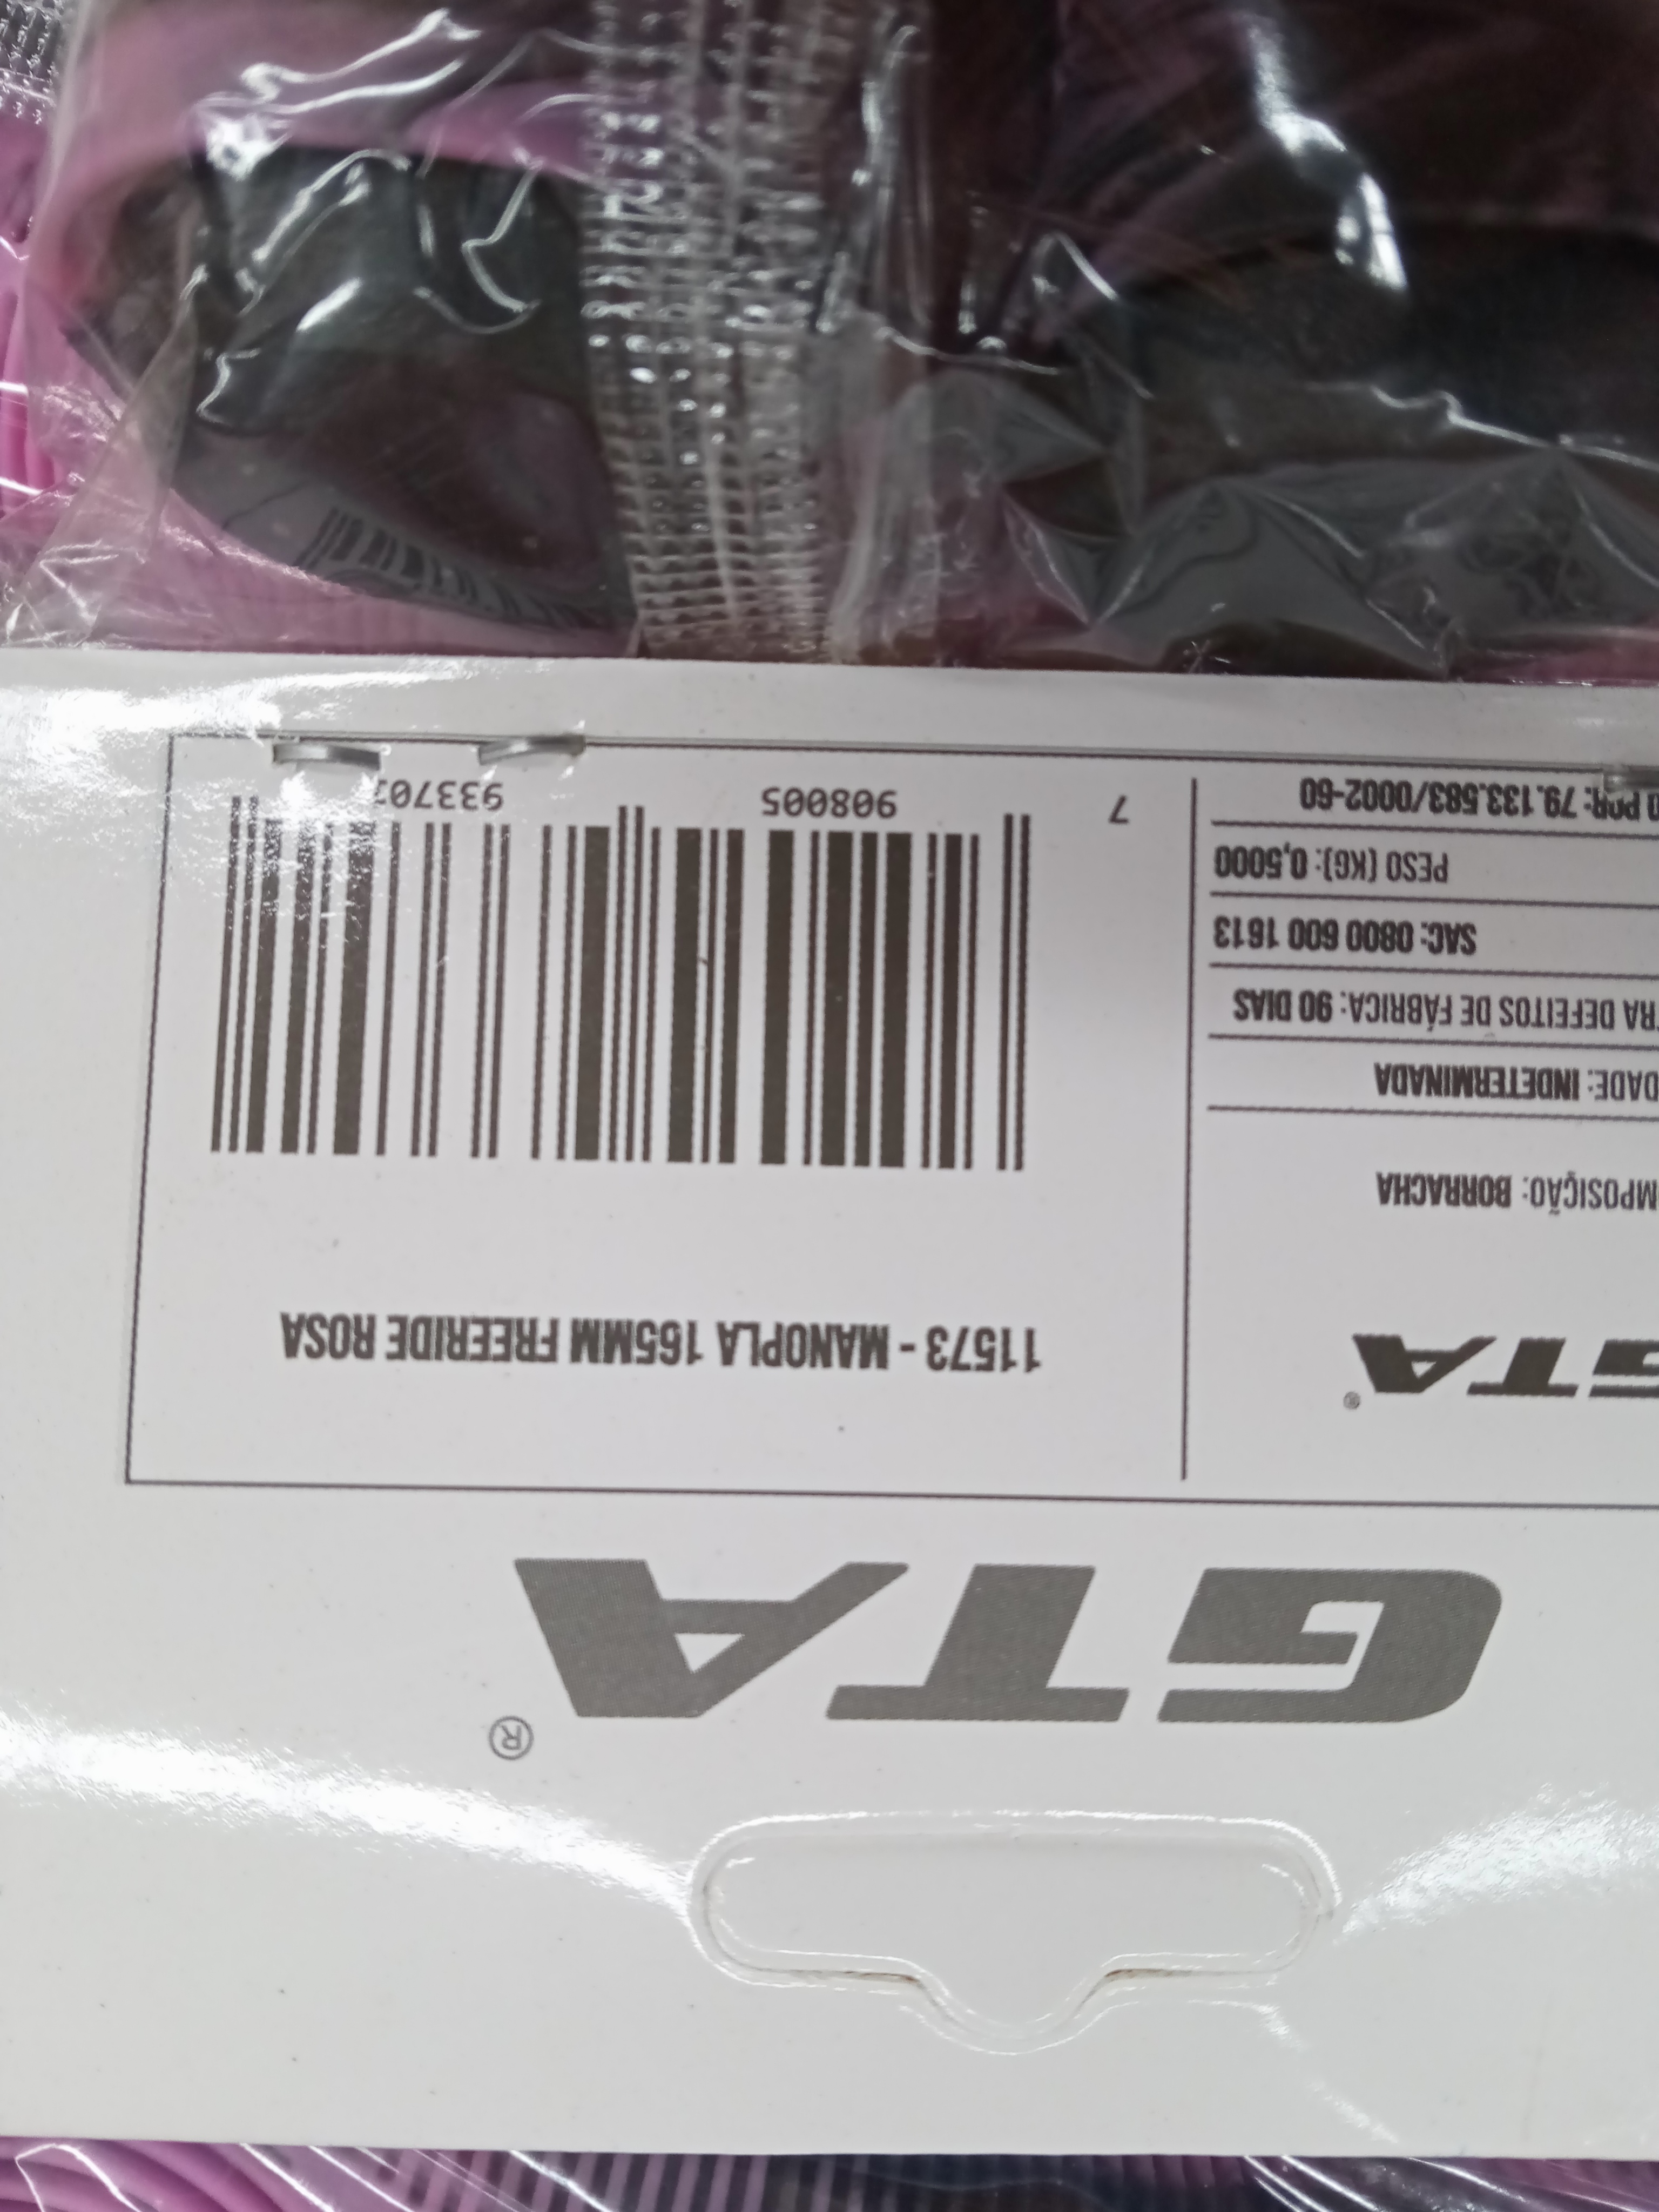 GTA®
GTA®
MPOSIÇÃO: BORRACHA
DADE: INDETERMINADA
TRA DEFEITOS DE FÁBRICA: 90 DIAS
SAC: 0800 600 1613
PESO (KG): 0,5000
O POR: 79.133.583/0002-60
11573 - MANOPLA 165MM FREERIDE ROSA
7 908005 933701